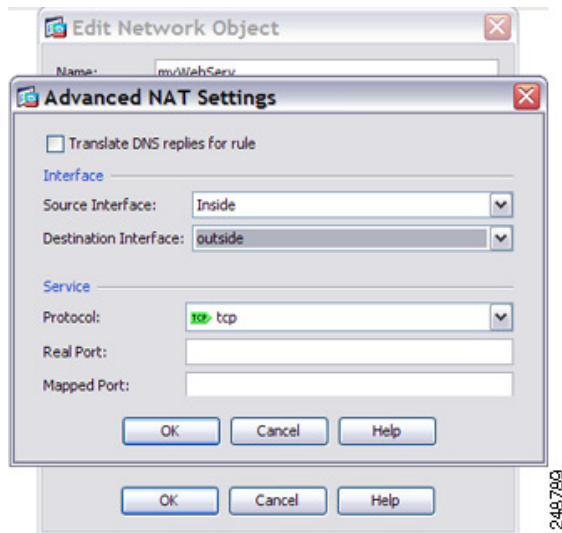 Edit Network Object
Name: myWebServ
Advanced NAT Settings
Translate DNS replies for rule
Interface
Source Interface: Inside
Destination Interface: outside
Service
Protocol: TCP tcp
Real Port:
Mapped Port:
OK Cancel Help
OK Cancel Help
248789